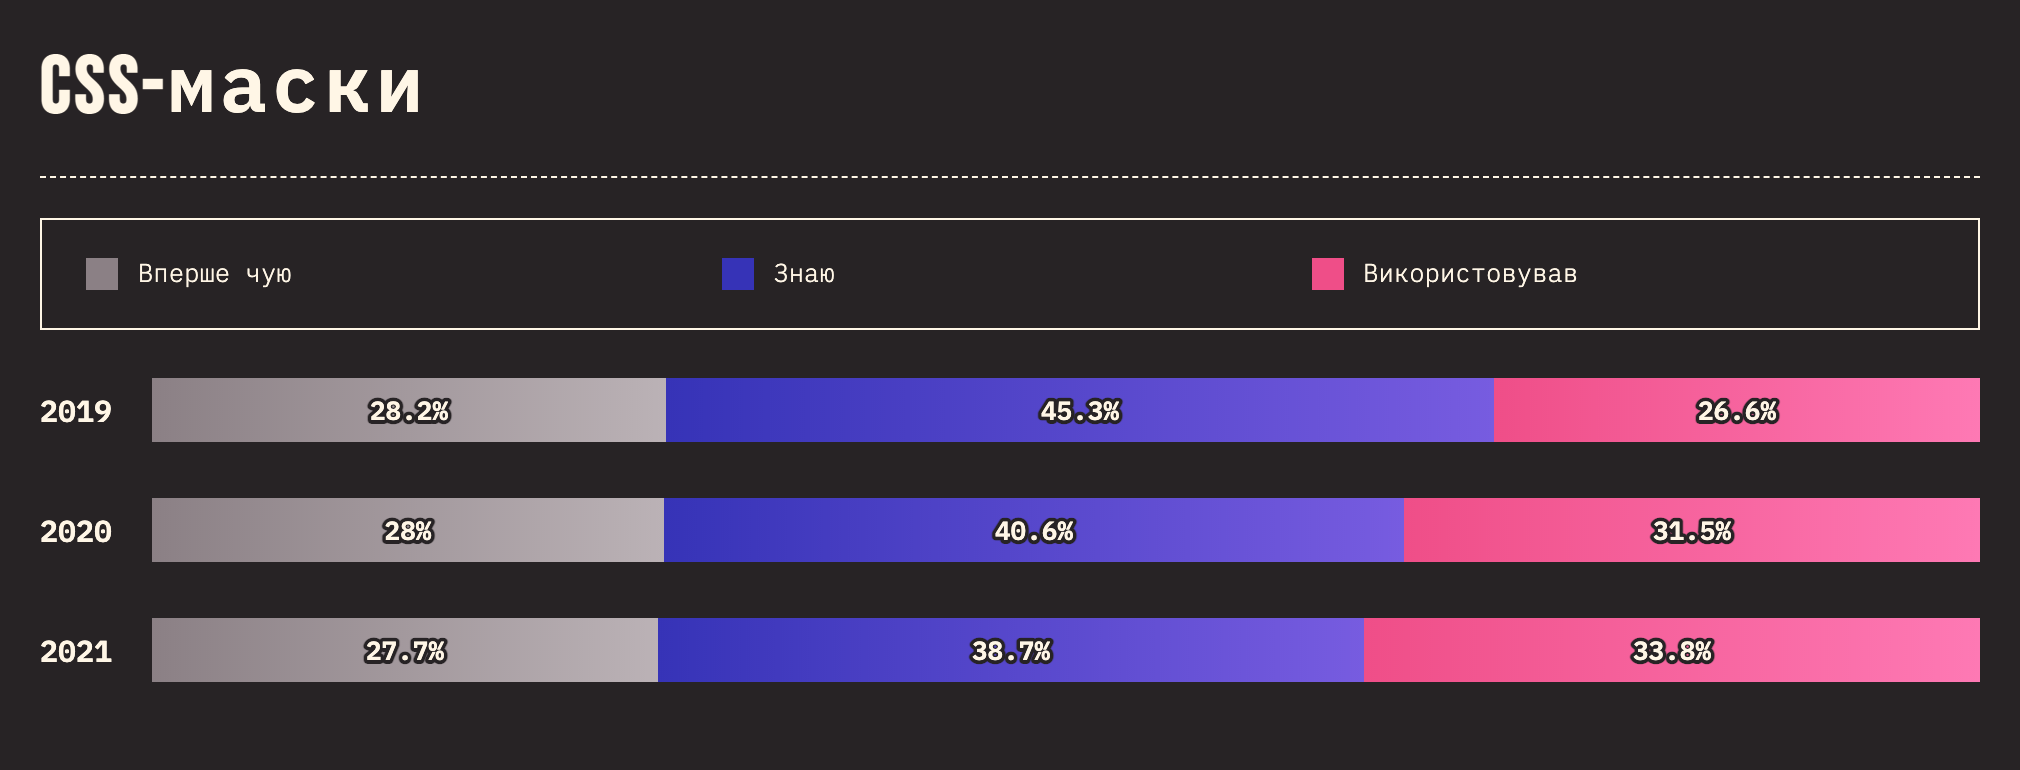 CSS-маски
Вперше чую Знаю Використовував
2019 28.2% 45.3% 26.6%
2020 28% 40.6% 31.5%
2021 27.7% 38.7% 33.8%